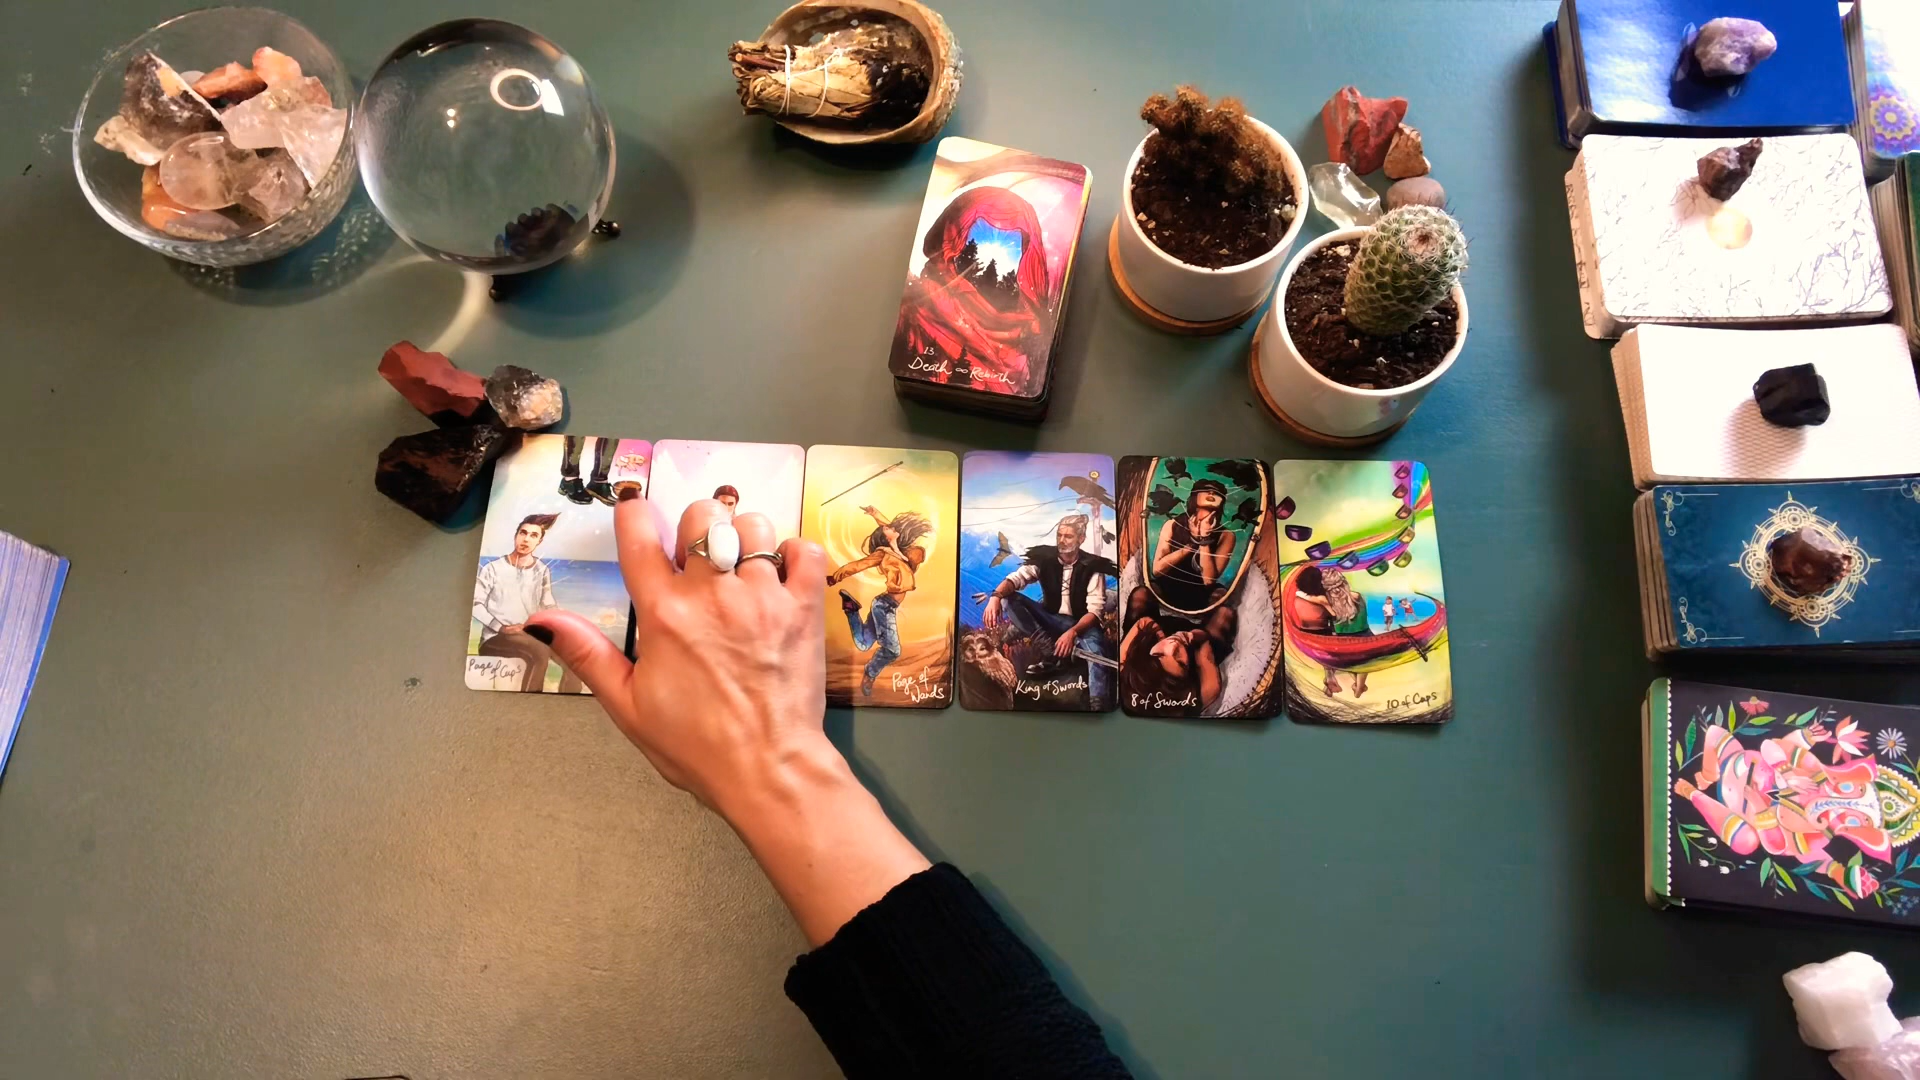 13.
Death ∞ Rebirth
Page
of Cups
Page of
Wands
King of Swords
8 of Swords
10 of Cups